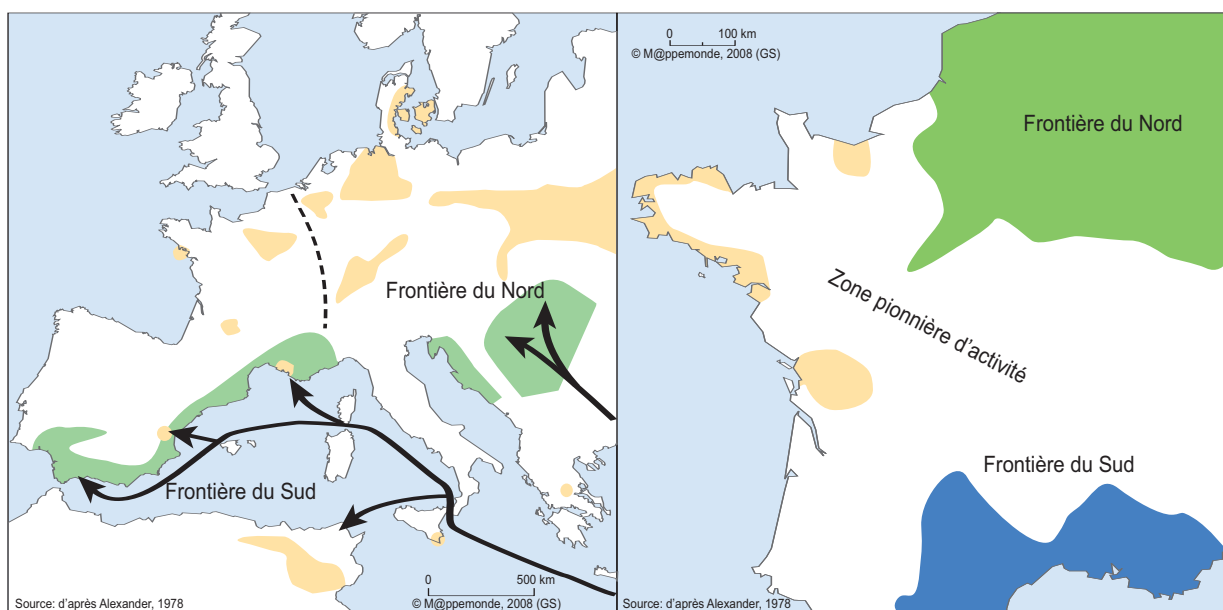 Frontière du Nord
Frontière du Sud
0 500 km
© M@ppemonde, 2008 (GS)
Source: d'après Alexander, 1978
0 100 km
© M@ppemonde, 2008 (GS)
Frontière du Nord
Zone pionnière d'activité
Frontière du Sud
Source: d'après Alexander, 1978